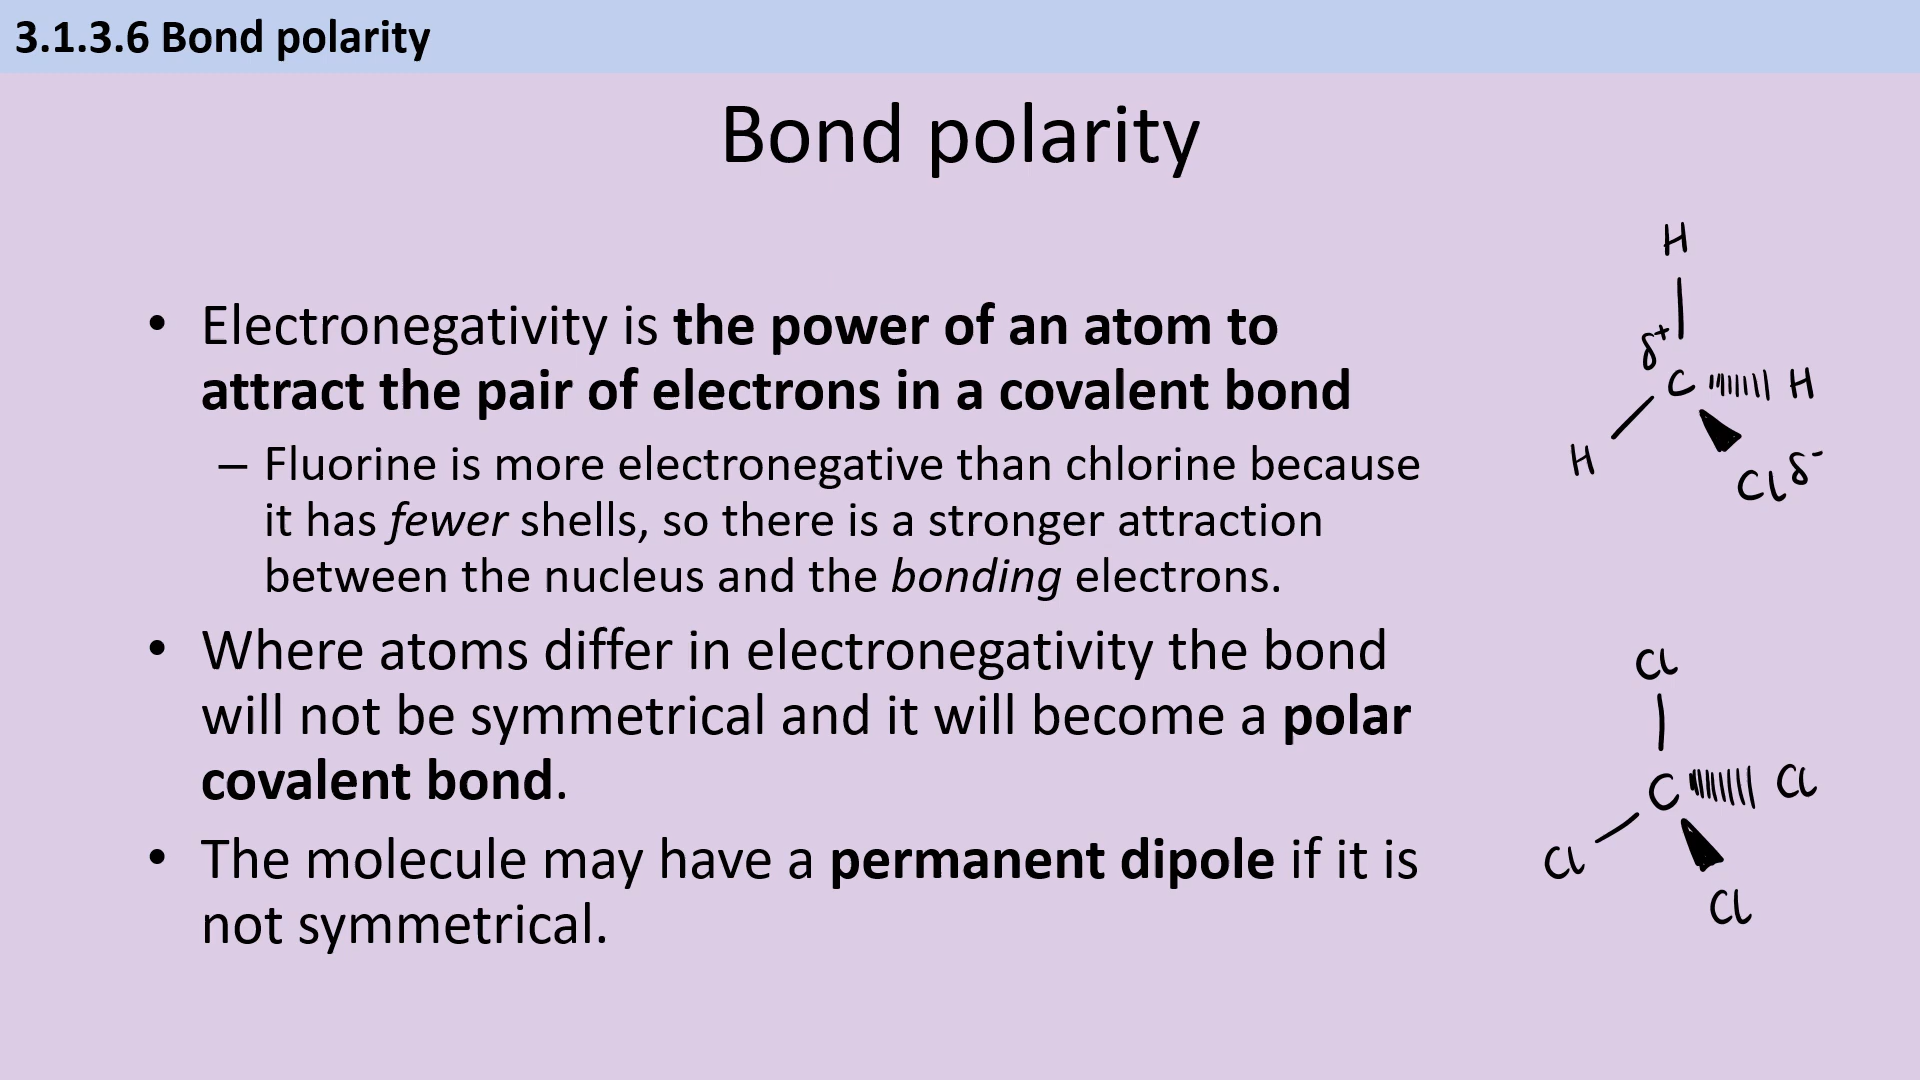 3.1.3.6 Bond polarity
Bond polarity
• Electronegativity is the power of an atom to
attract the pair of electrons in a covalent bond
– Fluorine is more electronegative than chlorine because
it has fewer shells, so there is a stronger attraction
between the nucleus and the bonding electrons.
• Where atoms differ in electronegativity the bond
will not be symmetrical and it will become a polar
covalent bond.
• The molecule may have a permanent dipole if it is
not symmetrical.
H
δ+
C H
H
Cl δ-
Cl
C Cl
Cl
Cl